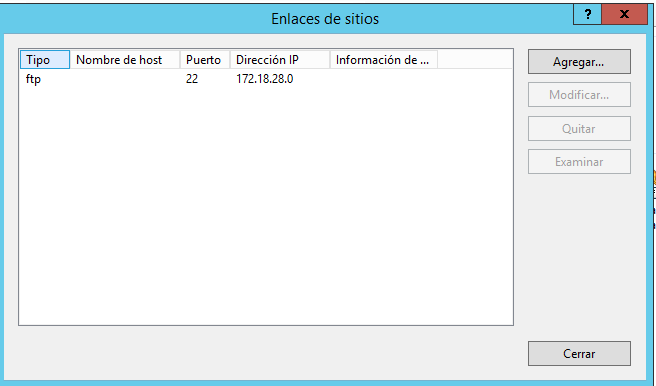 Enlaces de sitios
? x
Tipo Nombre de host Puerto Dirección IP Información de ...
ftp 22 172.18.28.0
Agregar...
Modificar...
Quitar
Examinar
Cerrar